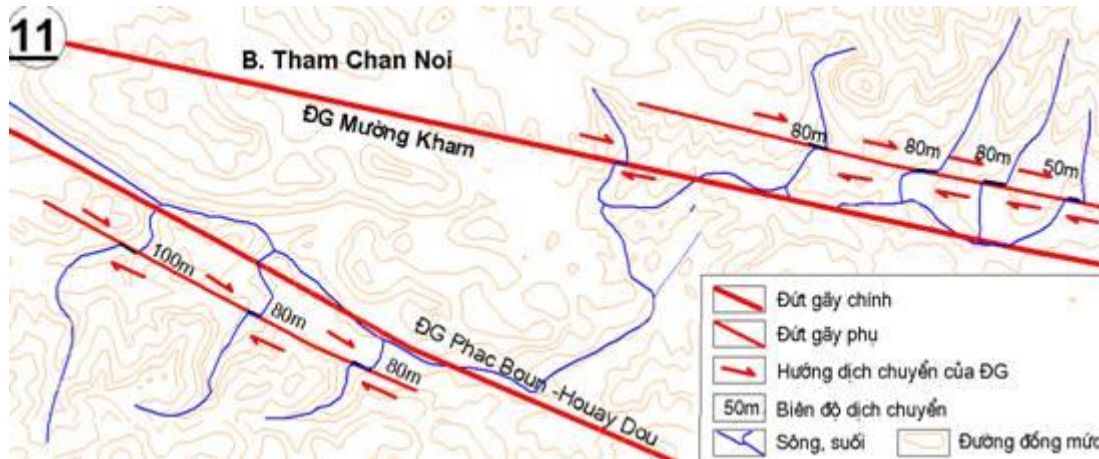 11
B. Tham Chan Noi
ĐG Mường Kham
80m
80m
80m
50m
100m
80m
80m
ĐG Phac Boun -Houay Dou
Đứt gãy chính
Đứt gãy phụ
Hướng dịch chuyển của ĐG
50m Biên độ dịch chuyển
Sông, suối Đường đồng mức